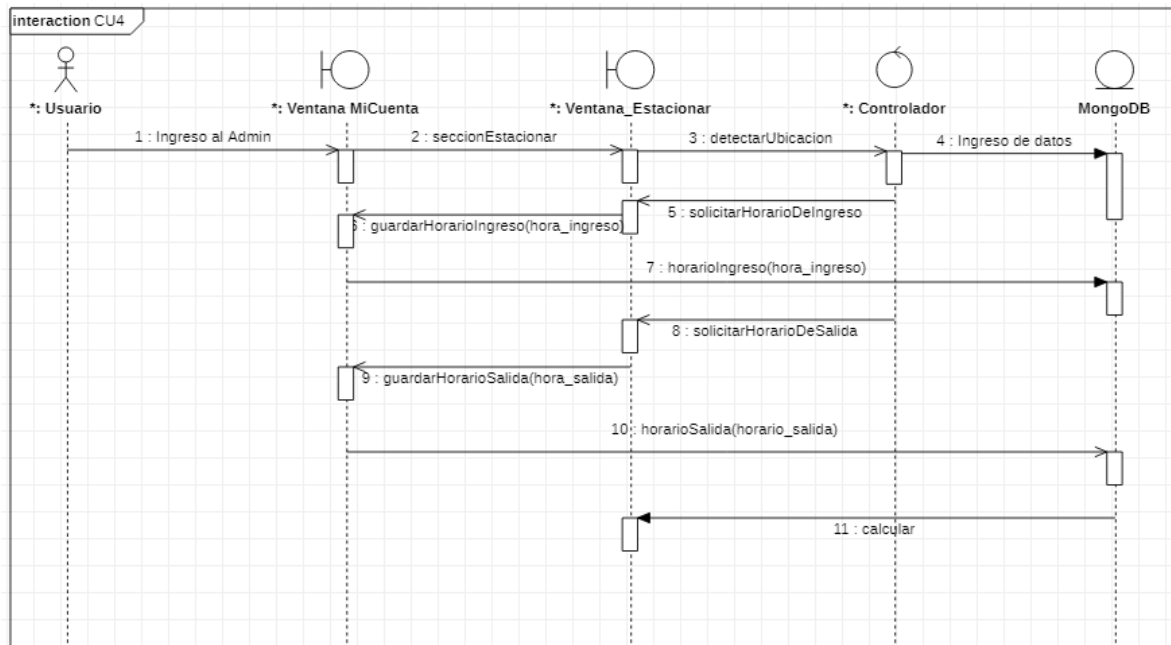 interaction CU4
*: Usuario
*: Ventana MiCuenta
*: Ventana_Estacionar
*: Controlador
MongoDB
1 : Ingreso al Admin
2 : seccionEstacionar
3 : detectarUbicacion
4 : Ingreso de datos
5 : solicitarHorarioDeIngreso
6 : guardarHorarioIngreso(hora_ingreso)
7 : horarioIngreso(hora_ingreso)
8 : solicitarHorarioDeSalida
9 : guardarHorarioSalida(hora_salida)
10 : horarioSalida(horario_salida)
11 : calcular